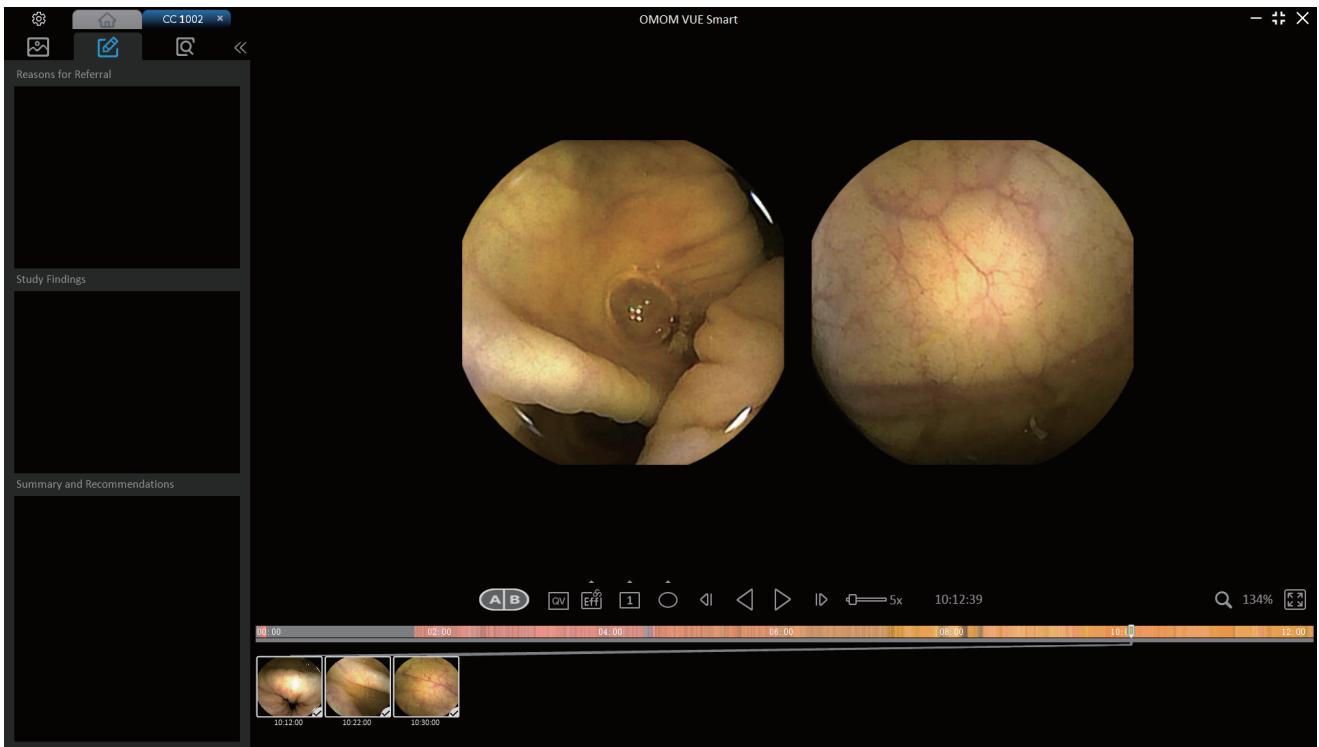 CC 1002 ×
OMOM VUE Smart
Reasons for Referral
Study Findings
Summary and Recommendations
A B
QV
Eff
1
5x
10:12:39
134%
00:00
02:00
04:00
06:00
08:00
12:00
10:12:00
10:22:00
10:30:00